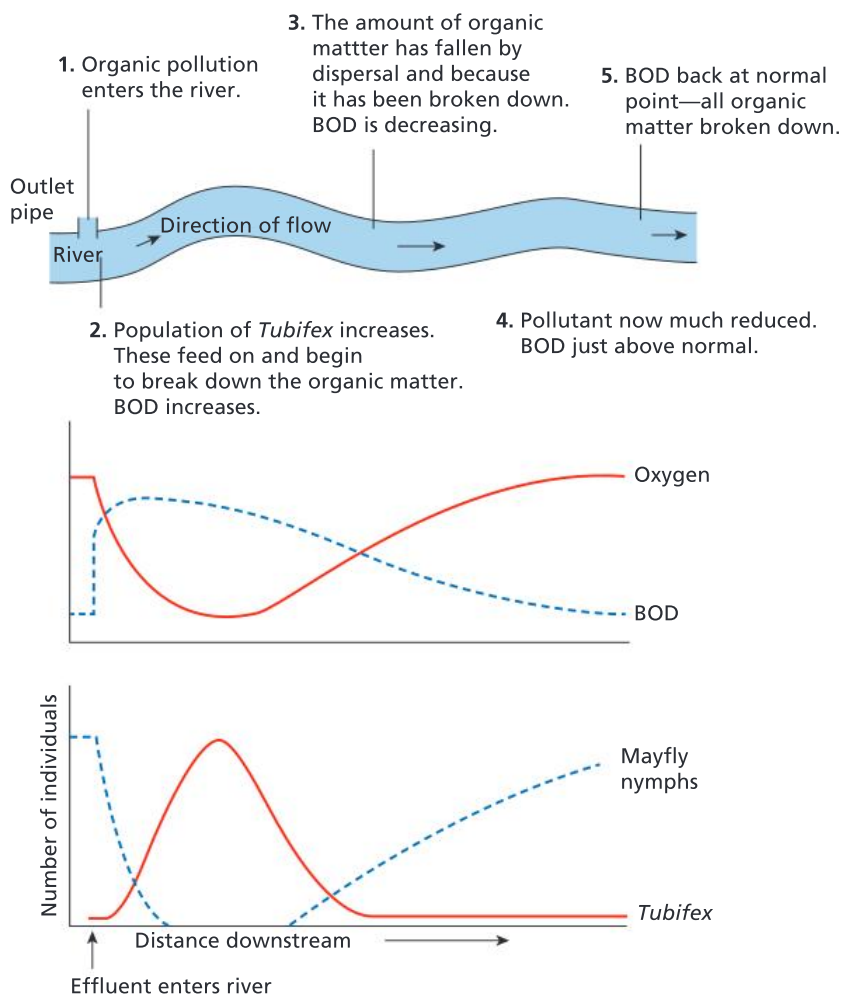 1. Organic pollution
enters the river.
3. The amount of organic
mattter has fallen by
dispersal and because
it has been broken down.
BOD is decreasing.
5. BOD back at normal
point—all organic
matter broken down.
Outlet
pipe
Direction of flow
River
2. Population of Tubifex increases.
These feed on and begin
to break down the organic matter.
BOD increases.
4. Pollutant now much reduced.
BOD just above normal.
Oxygen
BOD
Number of individuals
Mayfly
nymphs
Tubifex
Distance downstream
Effluent enters river